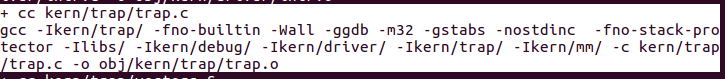 + cc kern/trap/trap.c
gcc -Ikern/trap/ -fno-builtin -Wall -ggdb -m32 -gstabs -nostdinc  -fno-stack-pro
tector -Ilibs/ -Ikern/debug/ -Ikern/driver/ -Ikern/trap/ -Ikern/mm/ -c kern/trap
/trap.c -o obj/kern/trap/trap.o